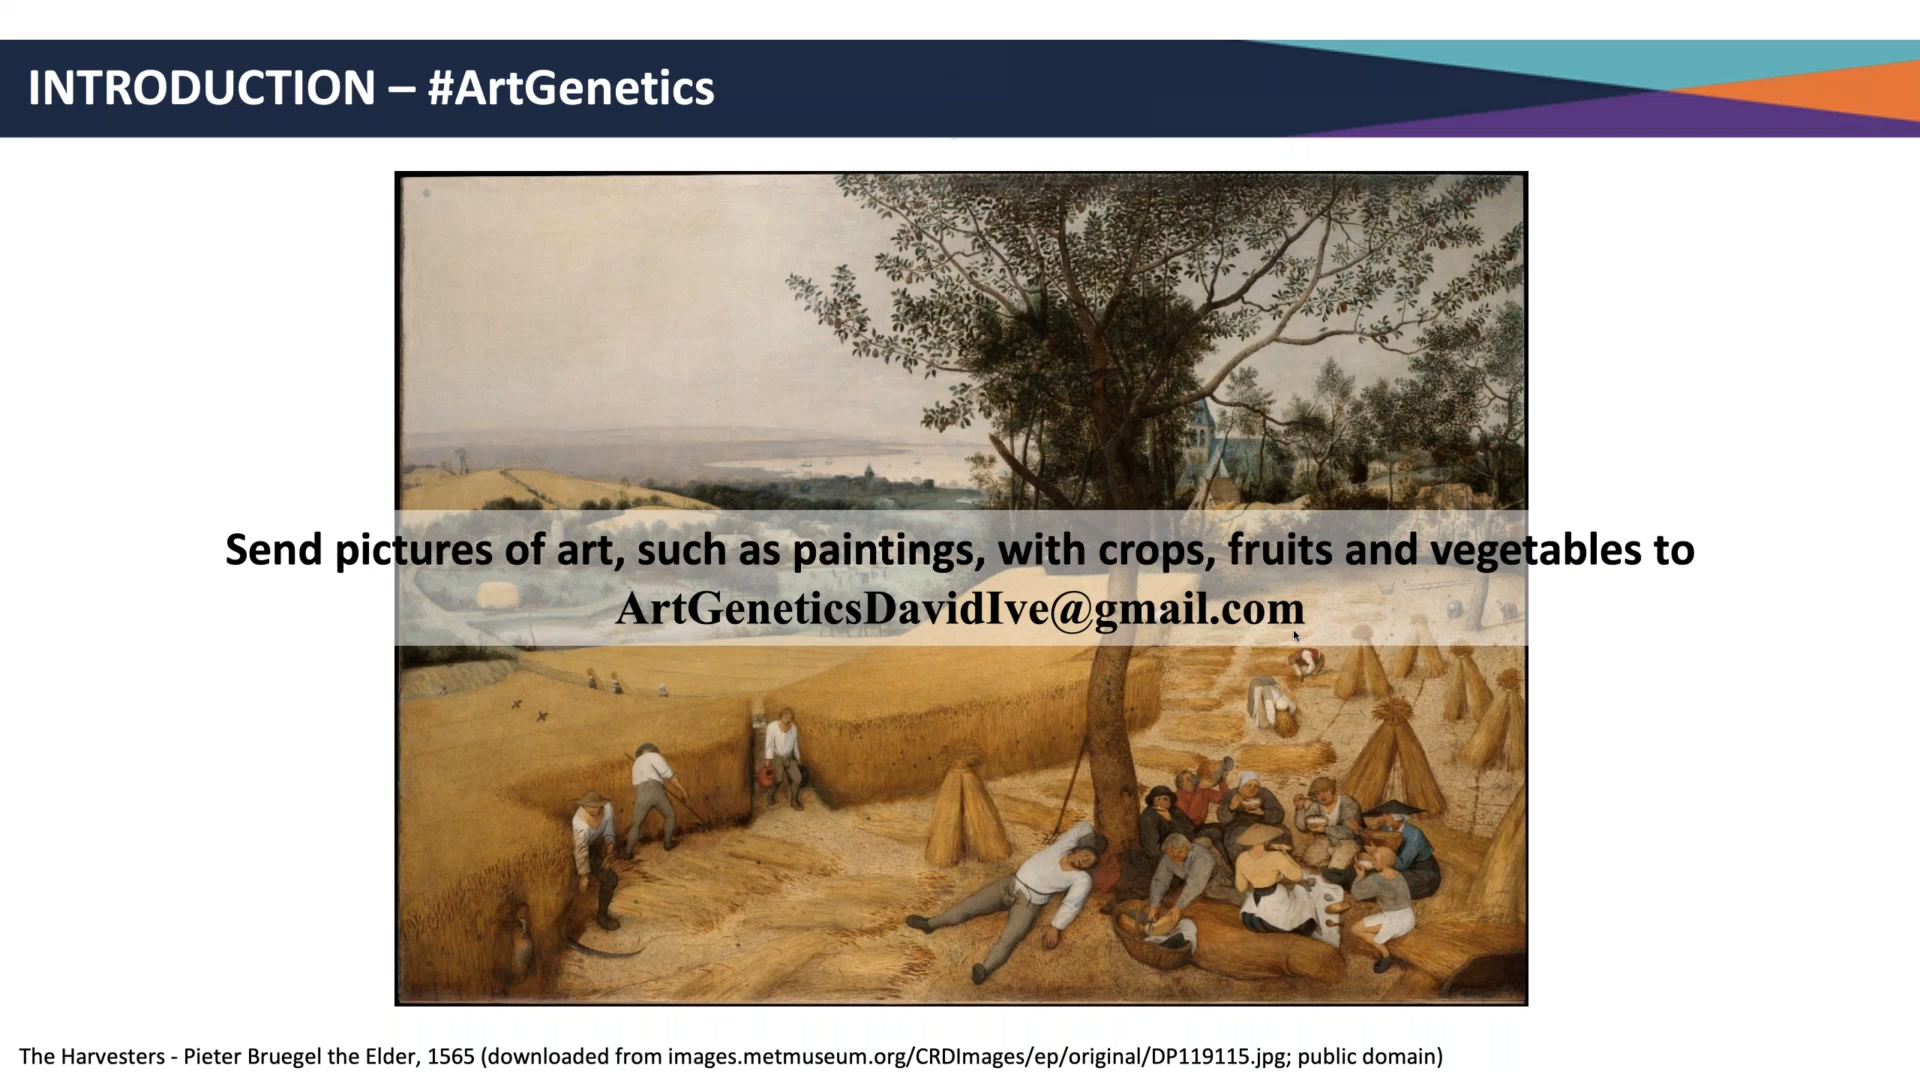 INTRODUCTION – #ArtGenetics
Send pictures of art, such as paintings, with crops, fruits and vegetables to
ArtGeneticsDavidIve@gmail.com
The Harvesters - Pieter Bruegel the Elder, 1565 (downloaded from images.metmuseum.org/CRDImages/ep/original/DP119115.jpg; public domain)